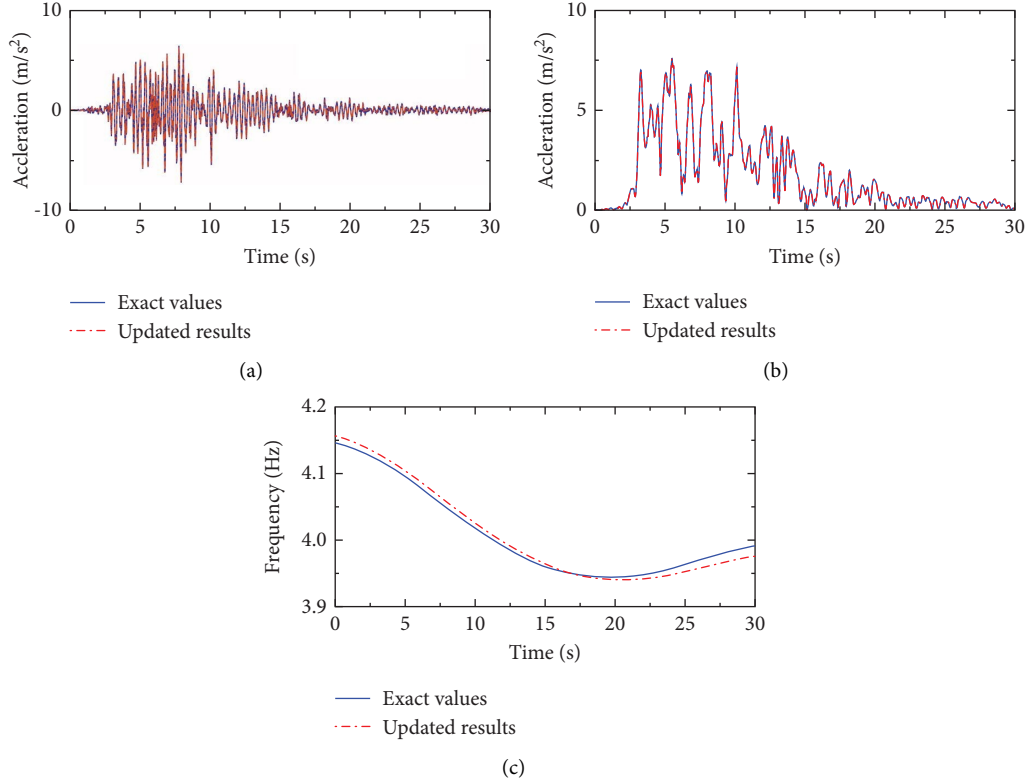 10
0
-10
Accleration (m/s²)
0 5 10 15 20 25 30
Time (s)
Exact values
Updated results
(a)
10
5
0
Accleration (m/s²)
0 5 10 15 20 25 30
Time (s)
Exact values
Updated results
(b)
4.2
4.1
4.0
3.9
Frequency (Hz)
0 5 10 15 20 25 30
Time (s)
Exact values
Updated results
(c)